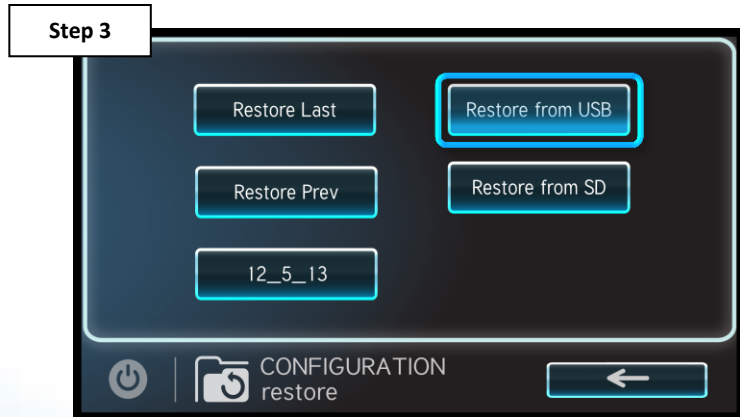 Step 3
Restore Last
Restore from USB
Restore Prev
Restore from SD
12_5_13
CONFIGURATION
restore